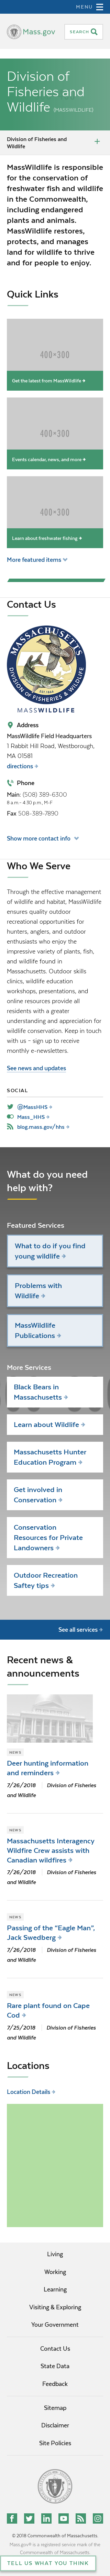 MENU
Mass.gov
SEARCH
Division of
Fisheries and
Wildlife (MASSWILDLIFE)
Division of Fisheries and
Wildlife
MassWildlife is responsible for
the conservation of
freshwater fish and wildlife
in the Commonwealth,
including endangered
plants and animals.
MassWildlife restores,
protects, and manages
land for wildlife to thrive
and for people to enjoy.
Quick Links
400 × 300
Get the latest from MassWildlife
400 × 300
Events calendar, news, and more
400 × 300
Learn about freshwater fishing
More featured items
Contact Us
MASSACHUSETTS
DIVISION OF FISHERIES & WILDLIFE
MASSWILDLIFE
Address
MassWildlife Field Headquarters
1 Rabbit Hill Road, Westborough,
MA 01581
directions
Phone
Main (508) 389-6300
8 a.m - 4:30 p.m., M-F
Fax 508-389-7890
Show more contact info
Who We Serve
Through the interface of wildlife
and wildlife habitat, MassWildlife
ensures quality outdoor
recreational activities for
hunters, anglers, and outdoor
enthusiasts who enjoy the
diverse variety of plants, fish,
wildlife found in
Massachusetts. Outdoor skills
clinics, wildlife education
workshops, presentations, and
electronic resources are all
available from MassWildlife to
expand understanding of
wildlife conservation. Keep in
touch with us - simply sign up
to receive our twice-per-
monthly e-newsletters.
See news and updates
SOCIAL
@MassHHS
Mass_HHS
blog.mass.gov/hhs
What do you need
help with?
Featured Services
What to do if you find
young wildlife
Problems with
Wildlife
MassWildlife
Publications
More Services
Black Bears in
Massachusetts
Learn about Wildlife
Massachusetts Hunter
Education Program
Get involved in
Conservation
Conservation
Resources for Private
Landowners
Outdoor Recreation
Saftey tips
See all services
Recent news &
announcements
NEWS
Deer hunting information
and reminders
7/26/2018 Division of Fisheries
and Wildlife
NEWS
Massachusetts Interagency
Wildfire Crew assists with
Canadian wildfires
7/26/2018 Division of Fisheries
and Wildlife
NEWS
Passing of the "Eagle Man",
Jack Swedberg
7/26/2018 Division of Fisheries
and Wildlife
NEWS
Rare plant found on Cape
Cod
7/25/2018 Division of Fisheries
and Wildlife
Locations
Location Details
Living
Working
Learning
Visiting & Exploring
Your Government
Contact Us
State Data
Feedback
Sitemap
Disclaimer
Site Policies
© 2018 Commonwealth of Massachusetts.
Mass.gov® is a registered service mark of the
Commonwealth of Massachusetts.
TELL US WHAT YOU THINK